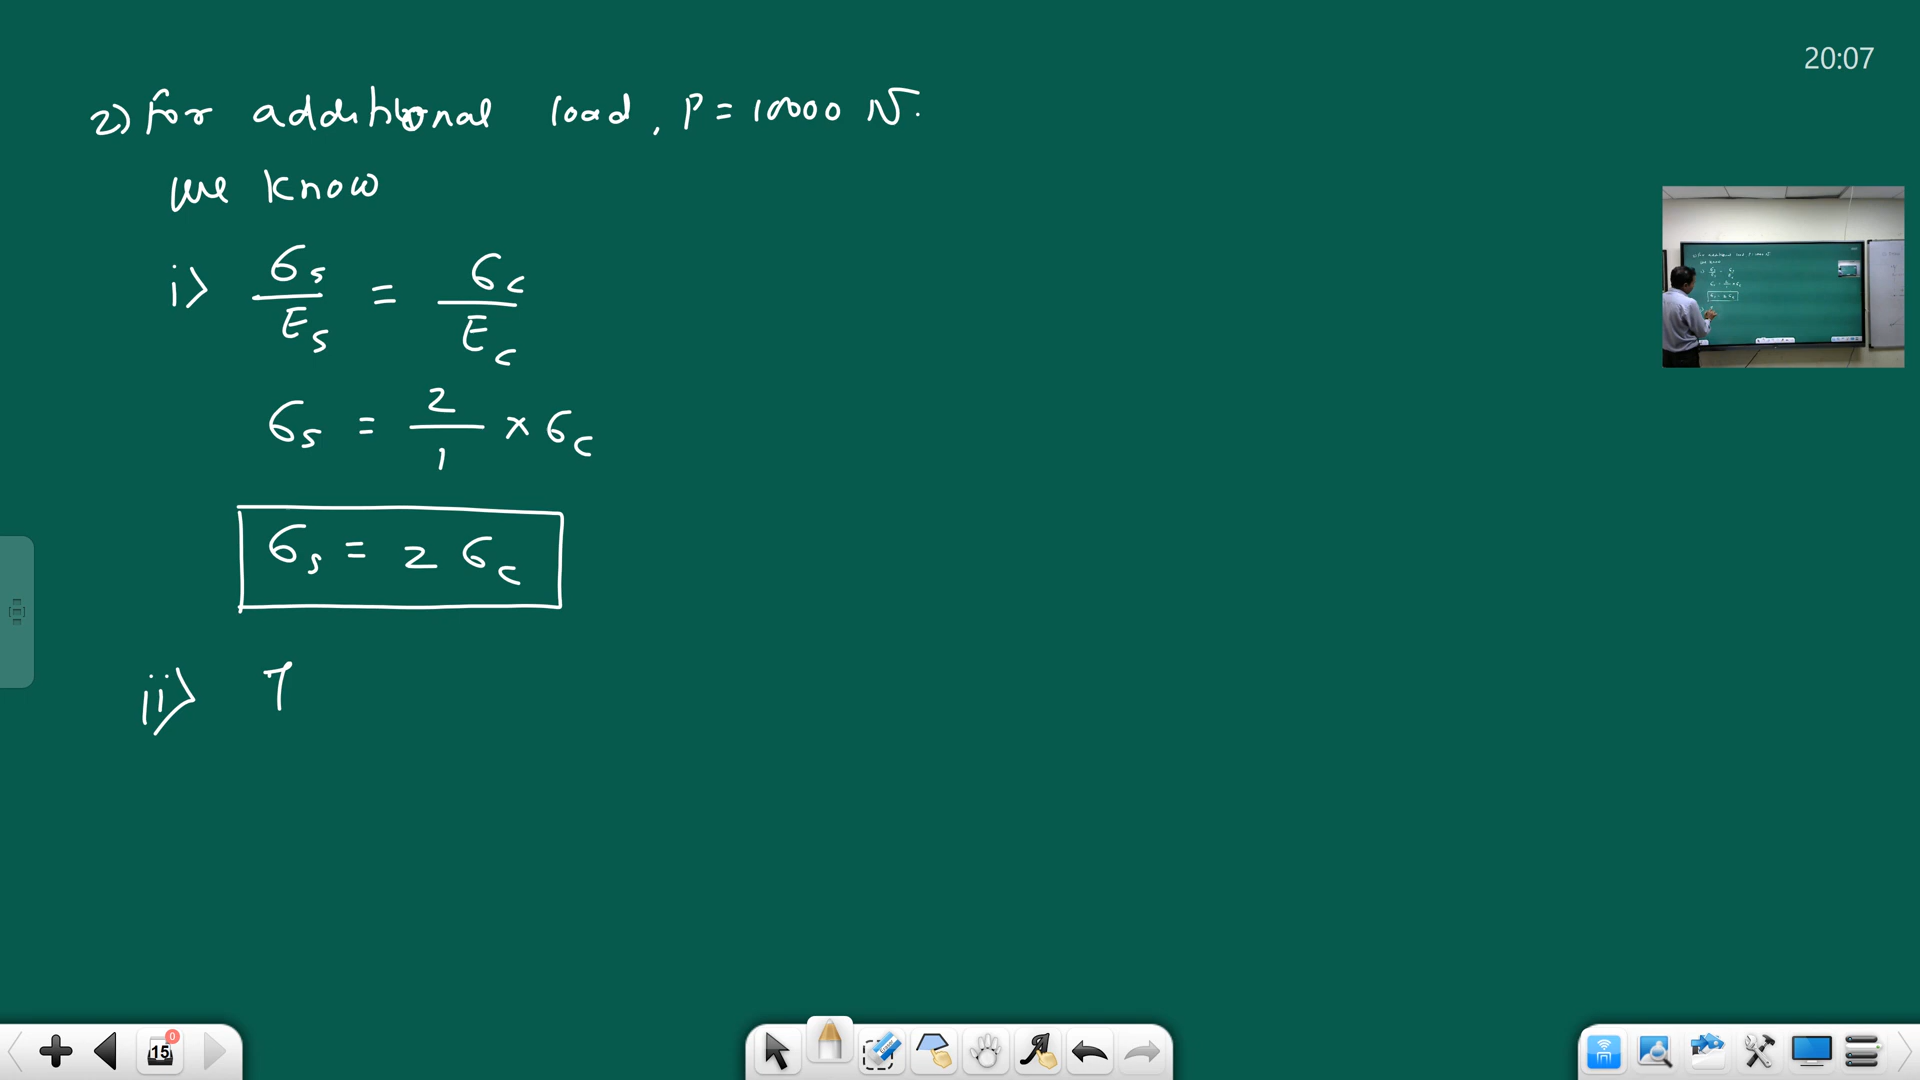 20:07
2) For additional load, P = 10000 N.
we know
i> σs/Es = σc/Ec
σs = 2/1 × σc
σs = 2 σc
ii> T
0
15